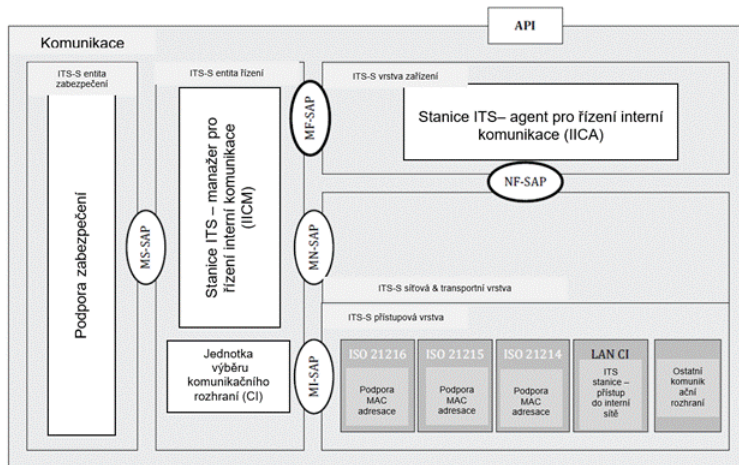 API
Komunikace
ITS-S entita
zabezpečení
Podpora zabezpečení
MS-SAP
ITS-S entita řízení
Stanice ITS – manažer pro
řízení interní komunikace
(IICM)
Jednotka
výběru
komunikačního
rozhraní (CI)
MF-SAP
MN-SAP
MI-SAP
ITS-S vrstva zařízení
Stanice ITS– agent pro řízení interní
komunikace (IICA)
NF-SAP
ITS-S síťová & transportní vrstva
ITS-S přístupová vrstva
ISO 21216
Podpora
MAC
adresace
ISO 21215
Podpora
MAC
adresace
ISO 21214
Podpora
MAC
adresace
LAN CI
ITS
stanice –
přístup
do interní
sítě
Ostatní
komunik
ační
rozhraní